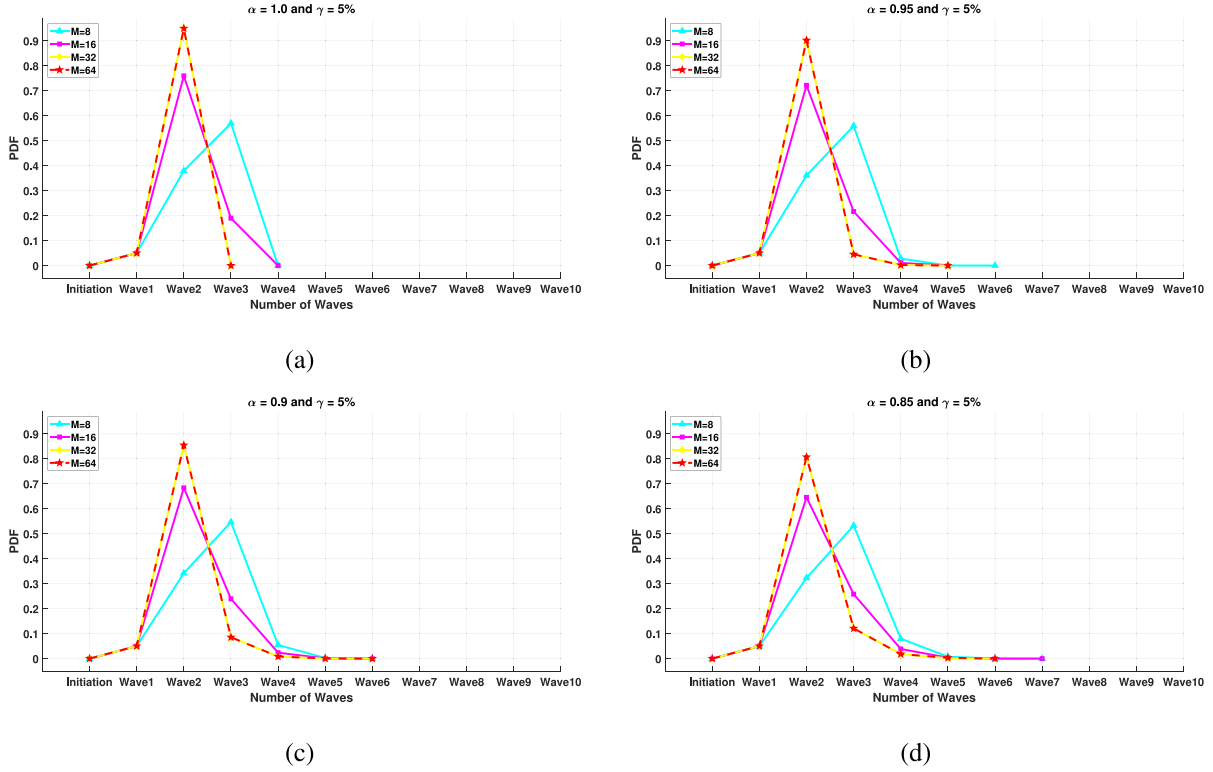 α = 1.0 and γ = 5%
M=8
M=16
M=32
M=64
0.9
0.8
0.7
0.6
0.5
0.4
0.3
0.2
0.1
0
PDF
Initiation Wave1 Wave2 Wave3 Wave4 Wave5 Wave6 Wave7 Wave8 Wave9 Wave10
Number of Waves
(a)
α = 0.95 and γ = 5%
M=8
M=16
M=32
M=64
0.9
0.8
0.7
0.6
0.5
0.4
0.3
0.2
0.1
0
PDF
Initiation Wave1 Wave2 Wave3 Wave4 Wave5 Wave6 Wave7 Wave8 Wave9 Wave10
Number of Waves
(b)
α = 0.9 and γ = 5%
M=8
M=16
M=32
M=64
0.9
0.8
0.7
0.6
0.5
0.4
0.3
0.2
0.1
0
PDF
Initiation Wave1 Wave2 Wave3 Wave4 Wave5 Wave6 Wave7 Wave8 Wave9 Wave10
Number of Waves
(c)
α = 0.85 and γ = 5%
M=8
M=16
M=32
M=64
0.9
0.8
0.7
0.6
0.5
0.4
0.3
0.2
0.1
0
PDF
Initiation Wave1 Wave2 Wave3 Wave4 Wave5 Wave6 Wave7 Wave8 Wave9 Wave10
Number of Waves
(d)